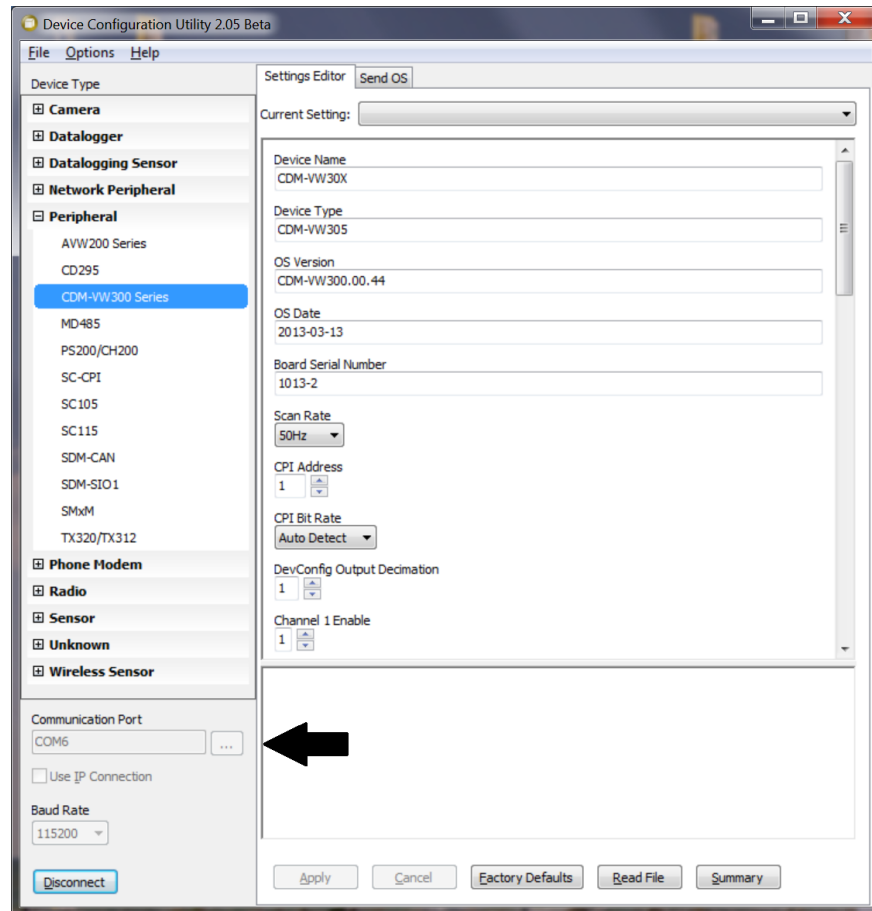 Device Configuration Utility 2.05 Beta
File Options Help
Device Type
Camera
Datalogger
Datalogging Sensor
Network Peripheral
Peripheral
AVW200 Series
CD295
CDM-VW300 Series
MD485
PS200/CH200
SC-CPI
SC105
SC115
SDM-CAN
SDM-SIO1
SMxM
TX320/TX312
Phone Modem
Radio
Sensor
Unknown
Wireless Sensor
Communication Port
COM6
...
Use IP Connection
Baud Rate
115200
Disconnect
Settings Editor Send OS
Current Setting:
Device Name
CDM-VW30X
Device Type
CDM-VW305
OS Version
CDM-VW300.00.44
OS Date
2013-03-13
Board Serial Number
1013-2
Scan Rate
50Hz
CPI Address
1
CPI Bit Rate
Auto Detect
DevConfig Output Decimation
1
Channel 1 Enable
1
Apply Cancel Factory Defaults Read File Summary